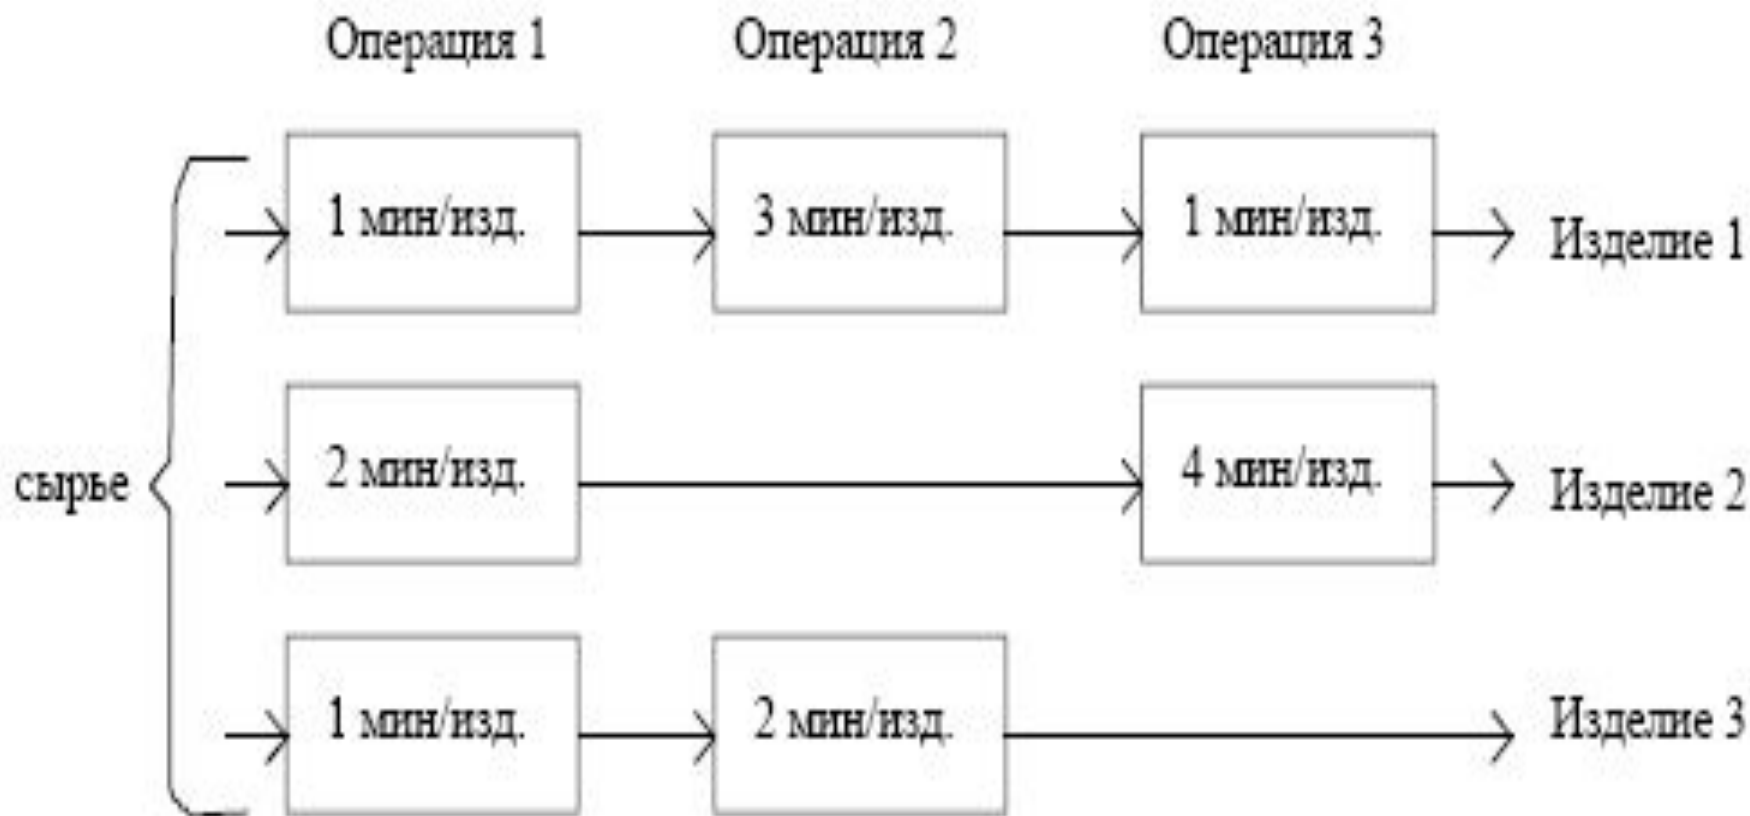 Операция 1 Операция 2 Операция 3
1 мин/изд. 3 мин/изд. 1 мин/изд. Изделие 1
сырье 2 мин/изд. 4 мин/изд. Изделие 2
1 мин/изд. 2 мин/изд. Изделие 3